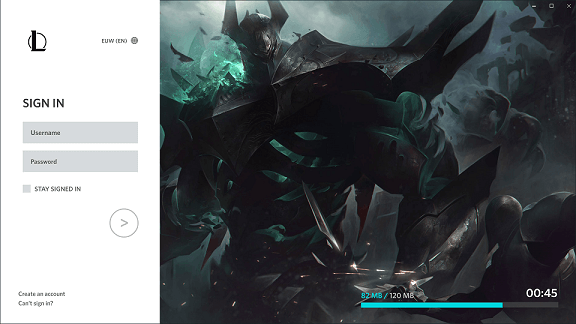 EUW (EN)
SIGN IN
Username
Password
STAY SIGNED IN
Create an account
Can't sign in?
82 MB / 120 MB
00:45